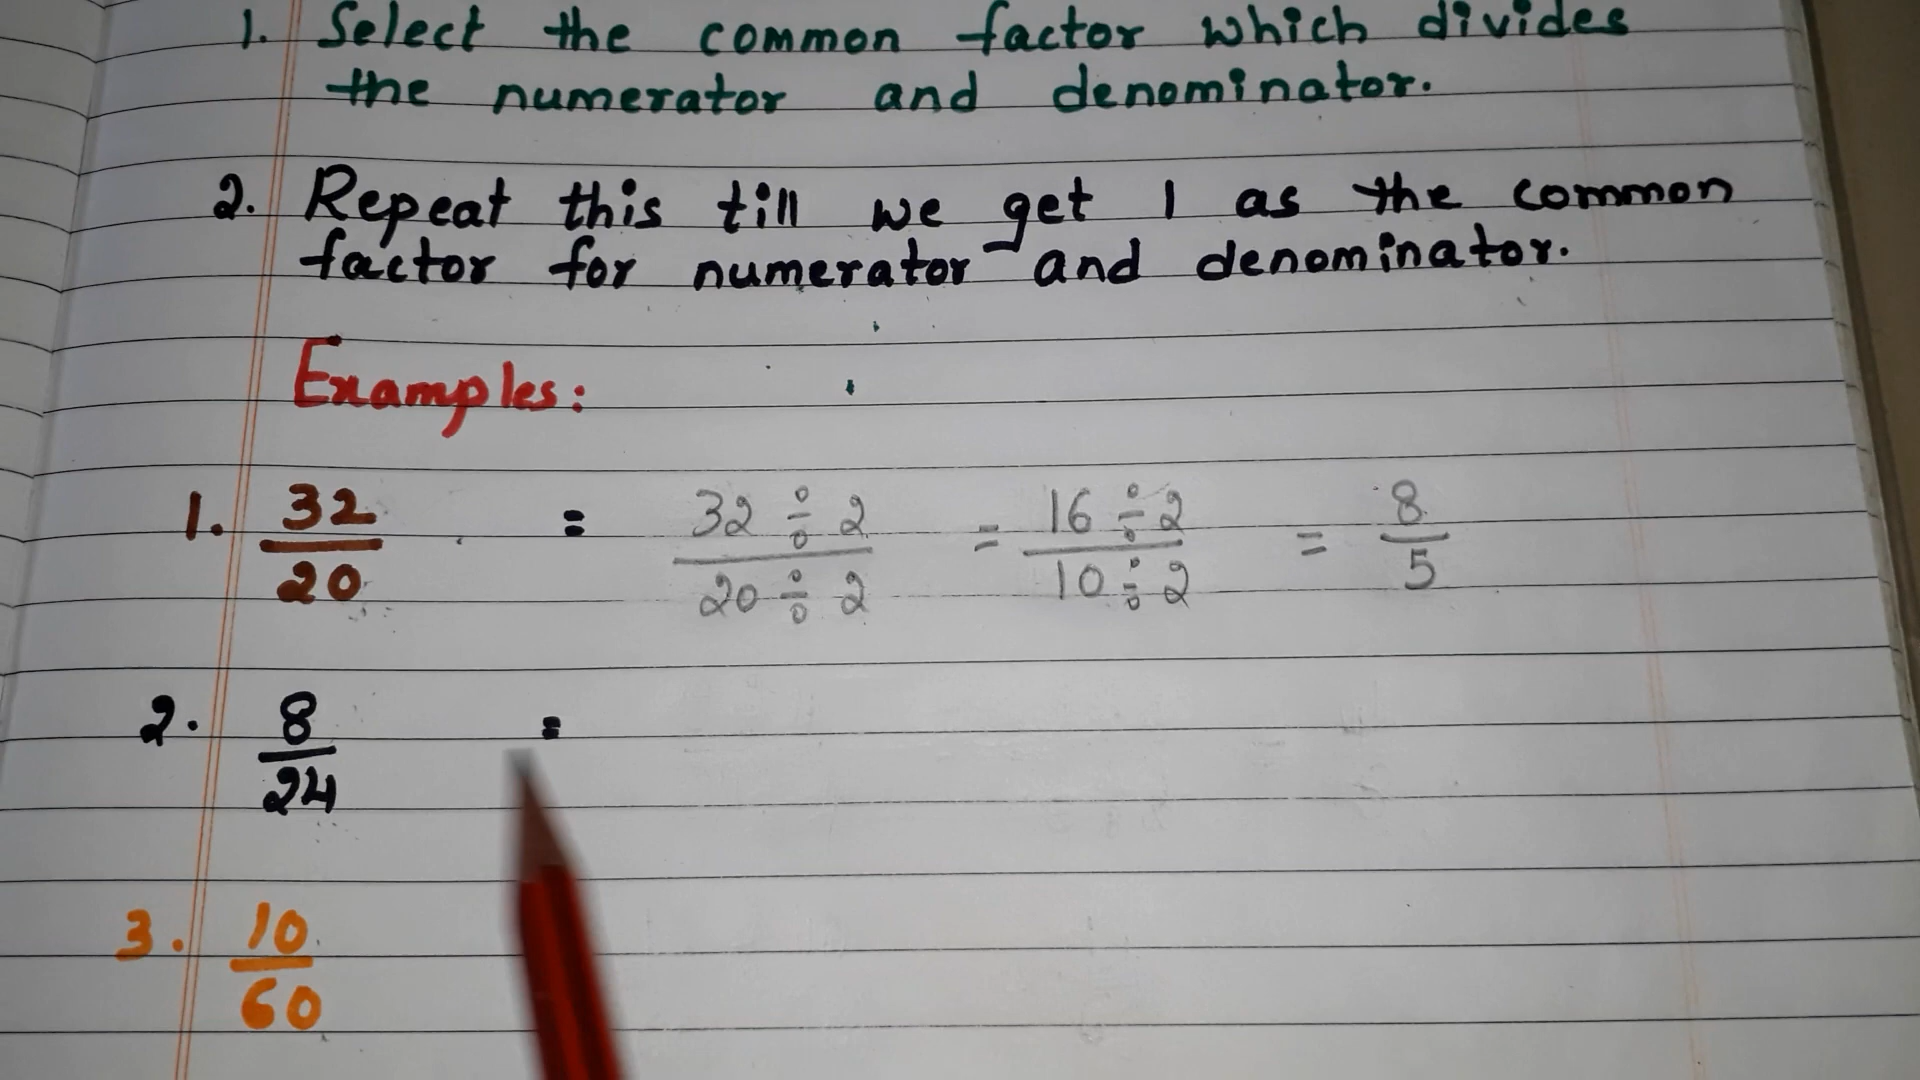 1. Select the common factor which divides
the numerator and denominator.
2. Repeat this till we get 1 as the common
factor for numerator and denominator.
Examples:
1. 32/20 = 32 ÷ 2/20 ÷ 2 = 16 ÷ 2/10 ÷ 2 = 8/5
2. 8/24 =
3. 10/60